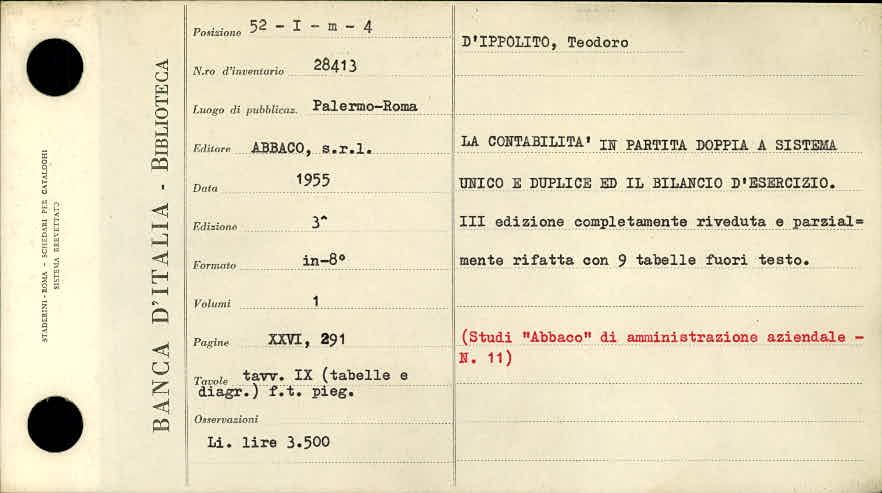 STADERINI-ROMA - SCHEDARI PER CATALOGHI
SISTEMA BREVETTATO
BANCA D'ITALIA - BIBLIOTECA
Posizione 52 - I - m - 4
N.ro d'inventario 28413
Luogo di pubblicaz. Palermo-Roma
Editore ABBACO, s.r.l.
Data 1955
Edizione 3^
Formato in-8°
Volumi 1
Pagine XXVI, 291
Tavole tavv. IX (tabelle e
diagr.) f.t. pieg.
Osservazioni
Li. lire 3.500
D'IPPOLITO, Teodoro
LA CONTABILITA' IN PARTITA DOPPIA A SISTEMA
UNICO E DUPLICE ED IL BILANCIO D'ESERCIZIO.
III edizione completamente riveduta e parzial=
mente rifatta con 9 tabelle fuori testo.
(Studi "Abbaco" di amministrazione aziendale -
N. 11)